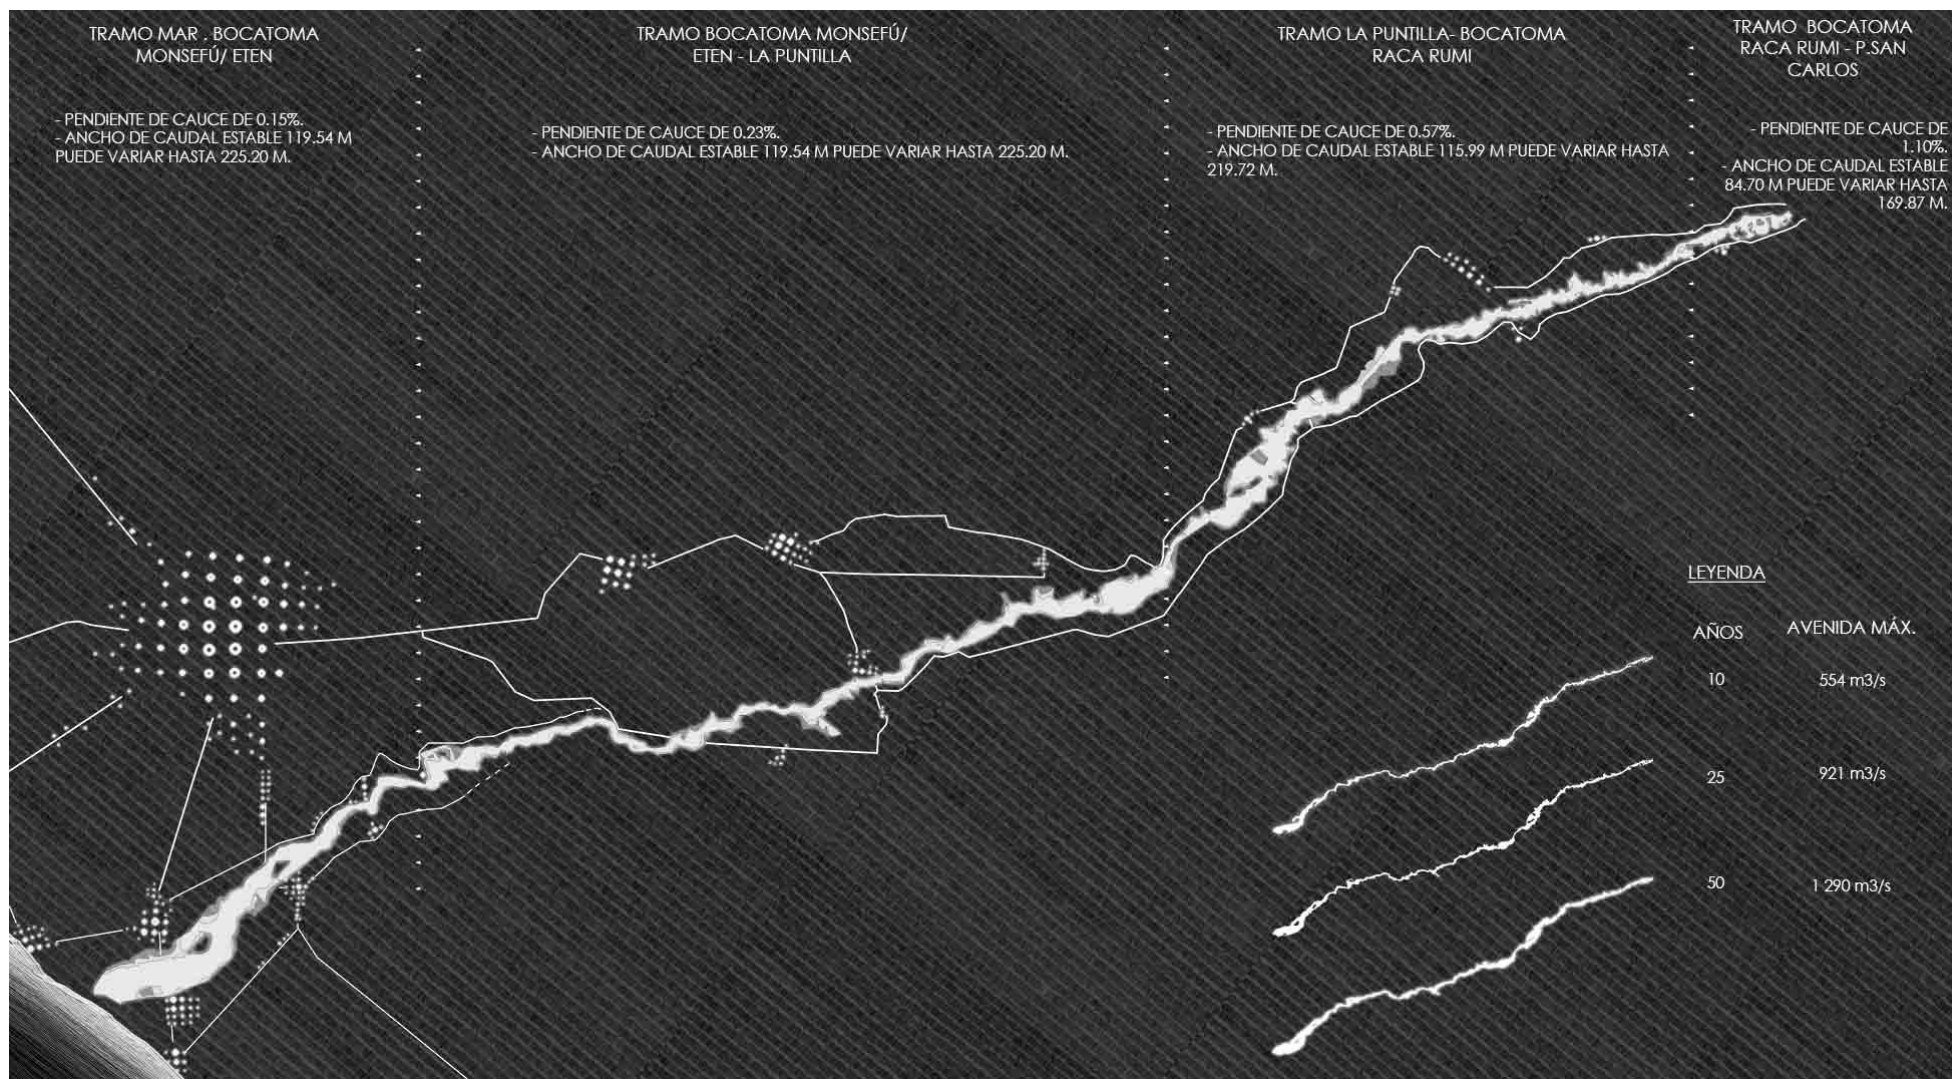 TRAMO MAR . BOCATOMA
MONSEFÚ/ ETEN
- PENDIENTE DE CAUCE DE 0.15%.
- ANCHO DE CAUDAL ESTABLE 119.54 M
PUEDE VARIAR HASTA 225.20 M.
TRAMO BOCATOMA MONSEFÚ/
ETEN - LA PUNTILLA
- PENDIENTE DE CAUCE DE 0.23%.
- ANCHO DE CAUDAL ESTABLE 119.54 M PUEDE VARIAR HASTA 225.20 M.
TRAMO LA PUNTILLA- BOCATOMA
RACA RUMI
- PENDIENTE DE CAUCE DE 0.57%.
- ANCHO DE CAUDAL ESTABLE 115.99 M PUEDE VARIAR HASTA
219.72 M.
TRAMO BOCATOMA
RACA RUMI - P.SAN
CARLOS
- PENDIENTE DE CAUCE DE
1.10%.
- ANCHO DE CAUDAL ESTABLE
84.70 M PUEDE VARIAR HASTA
169.87 M.
LEYENDA
AÑOS AVENIDA MÁX.
10 554 m3/s
25 921 m3/s
50 1 290 m3/s